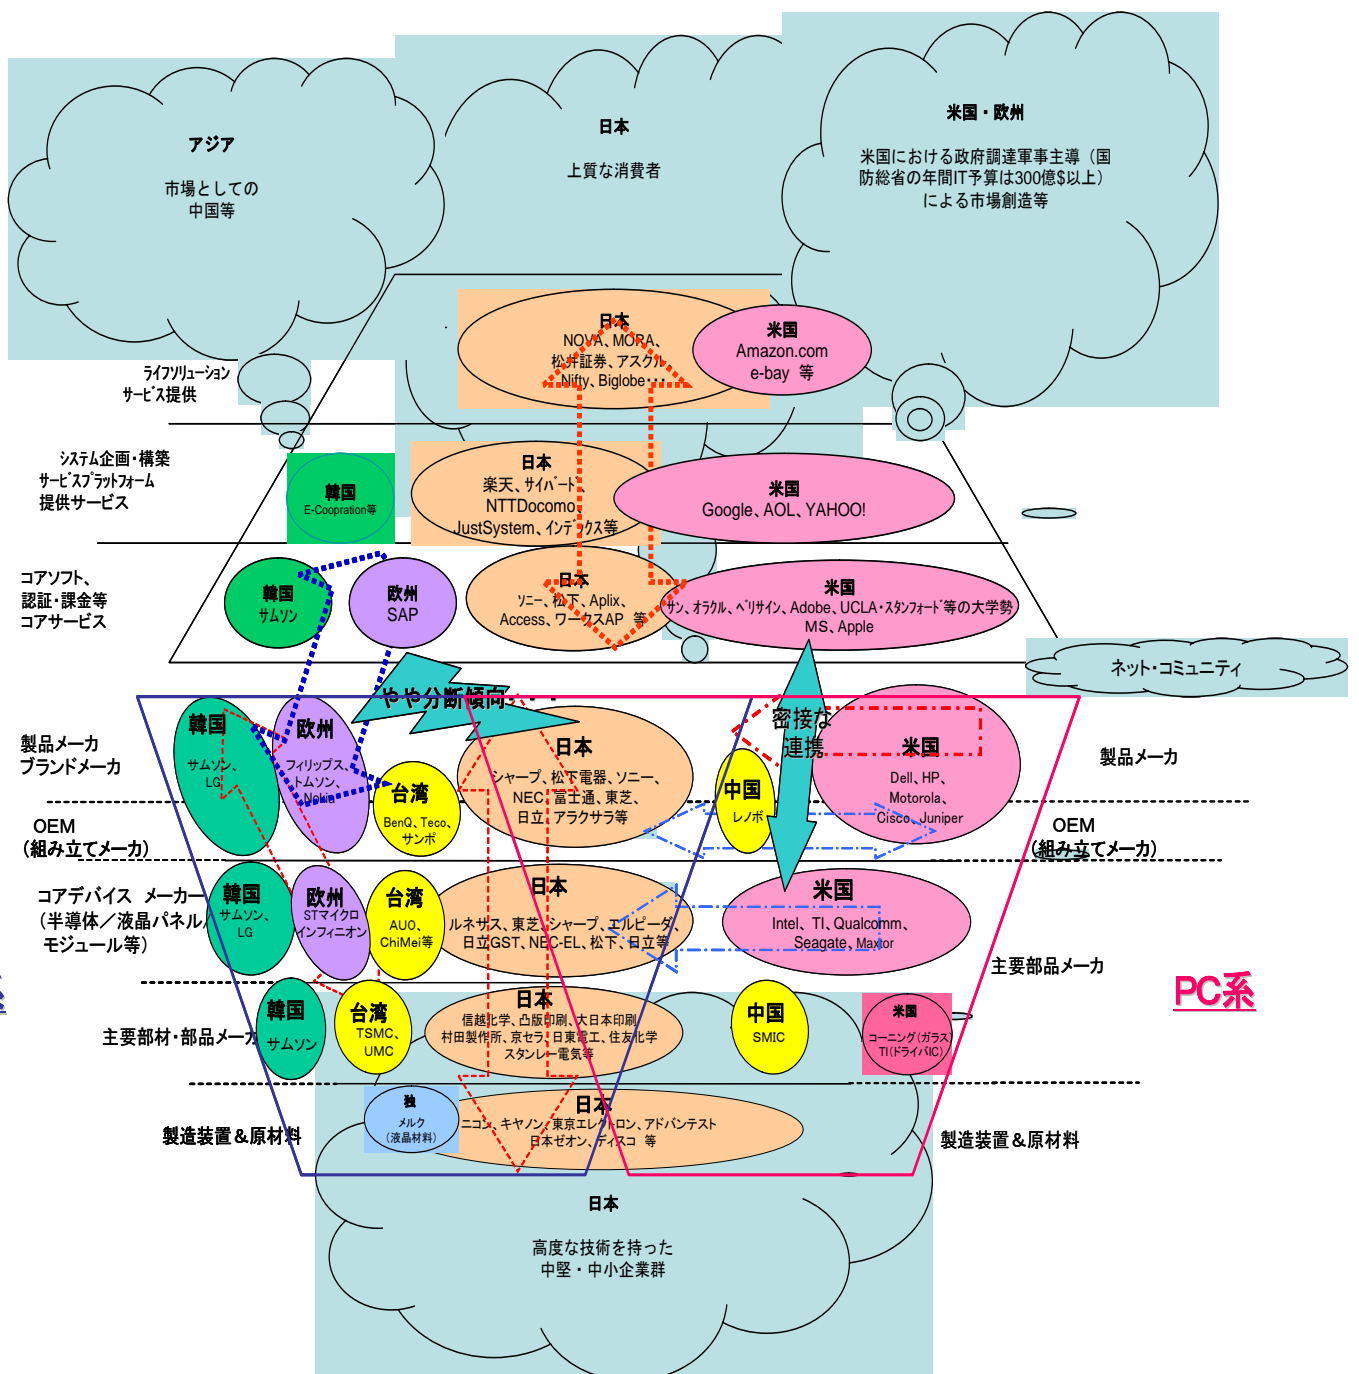 アジア
市場としての
中国等
日本
上質な消費者
米国・欧州
米国における政府調達軍事主導（国
防総省の年間IT予算は300億$以上）
による市場創造等
ライフソリューション
サービス提供
日本
NOVA、MORA、
松井証券、アスクル
Nifty、Biglobe・・・
米国
Amazon.com
e-bay 等
システム企画・構築
サービスプラットフォーム
提供サービス
韓国
E-Coopration等
日本
楽天、サイバード、
NTTDocomo、
JustSystem、インデックス等
米国
Google、AOL、YAHOO!
コアソフト、
認証・課金等
コアサービス
韓国
サムソン
欧州
SAP
日本
ソニー、松下、Aplix、
Access、ワークスAP 等
米国
サン、オラクル、ベリサイン、Adobe、UCLA・スタンフォード等の大学勢
MS、Apple
ネット・コミュニティ
やや分断傾向・・・
密接な
連携
製品メーカ
ブランドメーカ
韓国
サムソン、
LG
欧州
フィリップス、
トムソン、
Nokia
台湾
BenQ、Teco、
サンポ
日本
シャープ、松下電器、ソニー、
NEC、富士通、東芝、
日立、アラクサラ等
中国
レノボ
米国
Dell、HP、
Motorola、
Cisco、Juniper
製品メーカ
OEM
（組み立てメーカ）
OEM
（組み立てメーカ）
コアデバイス メーカー
（半導体／液晶パネル/
モジュール等）
韓国
サムソン、
LG
欧州
STマイクロ
インフィニオン
台湾
AUO、
ChiMei等
日本
ルネサス、東芝、シャープ、エルピーダ、
日立GST、NEC-EL、松下、日立等
米国
Intel、TI、Qualcomm、
Seagate、Maxtor
主要部品メーカ
PC系
系
主要部材・部品メーカ
韓国
サムソン
台湾
TSMC、
UMC
日本
信越化学、凸版印刷、大日本印刷
村田製作所、京セラ、日東電工、住友化学
スタンレー電気等
中国
SMIC
米国
コーニング（ガラス）
TI（ドライバIC）
製造装置＆原材料
独
メルク
（液晶材料）
日本
ニコン、キヤノン、東京エレクトロン、アドバンテスト
日本ゼオン、ディスコ 等
製造装置＆原材料
日本
高度な技術を持った
中堅・中小企業群